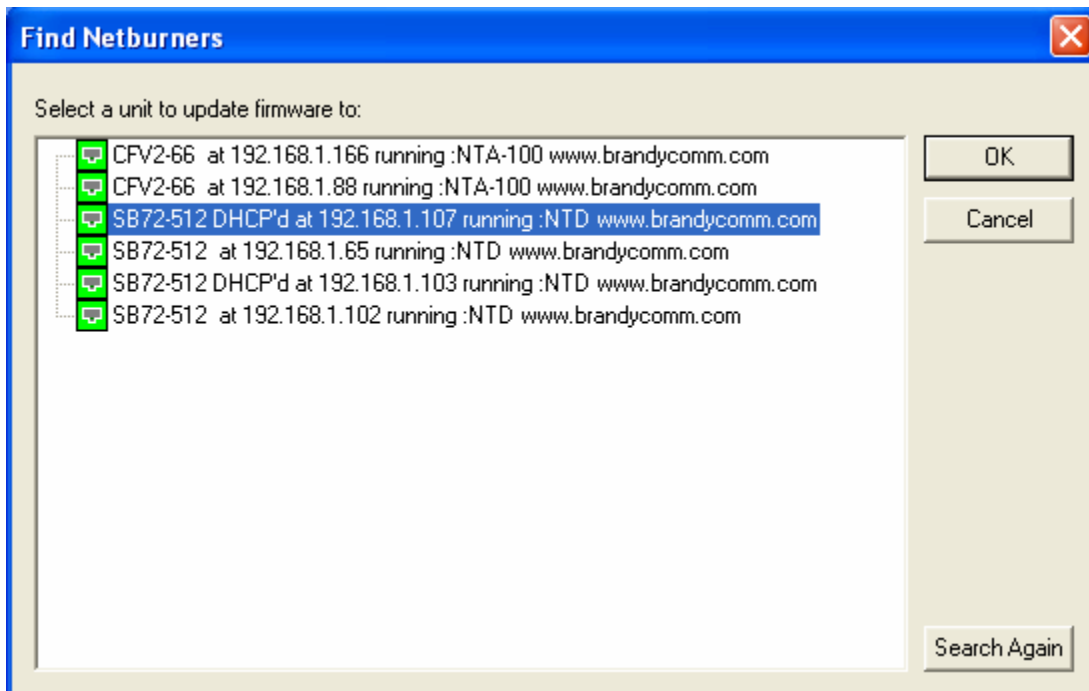 Find Netburners
Select a unit to update firmware to:
CFV2-66  at 192.168.1.166 running :NTA-100 www.brandycomm.com
CFV2-66  at 192.168.1.88 running :NTA-100 www.brandycomm.com
SB72-512 DHCP'd at 192.168.1.107 running :NTD www.brandycomm.com
SB72-512  at 192.168.1.65 running :NTD www.brandycomm.com
SB72-512 DHCP'd at 192.168.1.103 running :NTD www.brandycomm.com
SB72-512  at 192.168.1.102 running :NTD www.brandycomm.com
OK
Cancel
Search Again